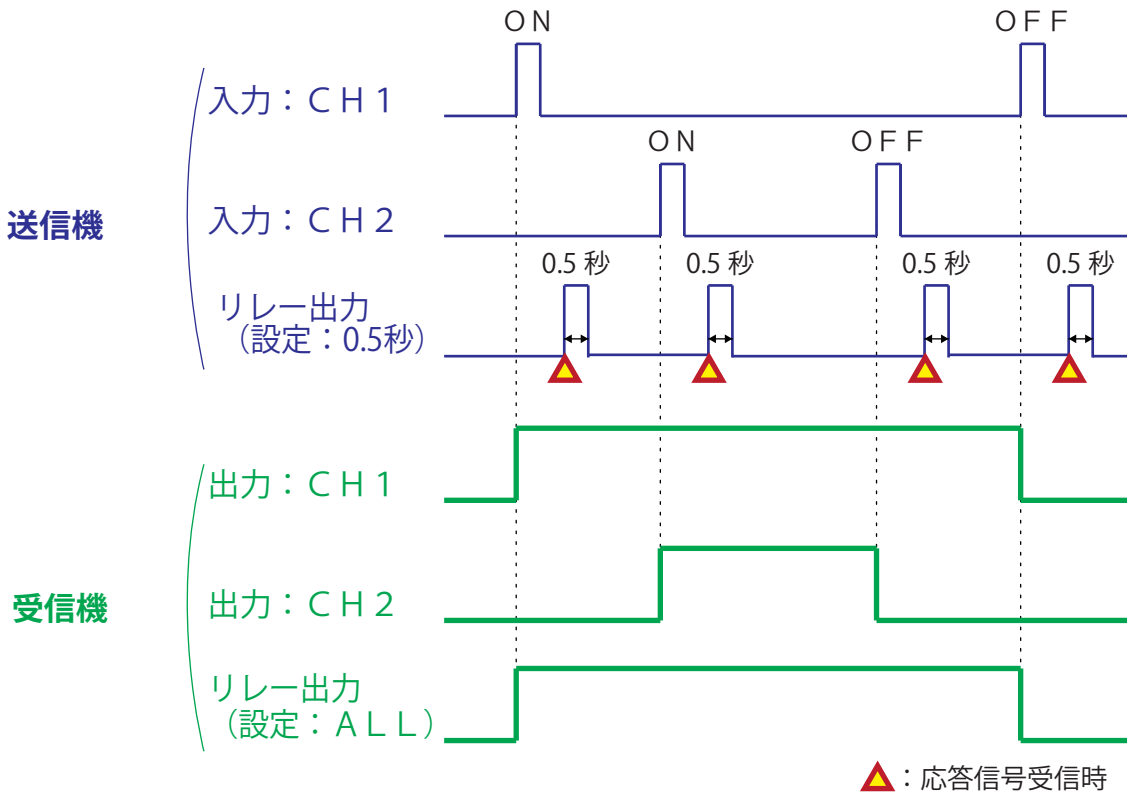 ＯＮ
ＯＦＦ
入力：ＣＨ１
ＯＮ
ＯＦＦ
送信機
入力：ＣＨ２
0.5 秒
0.5 秒
0.5 秒
0.5 秒
リレー出力
（設定：0.5秒）
出力：ＣＨ１
受信機
出力：ＣＨ２
リレー出力
（設定：ＡＬＬ）
：応答信号受信時